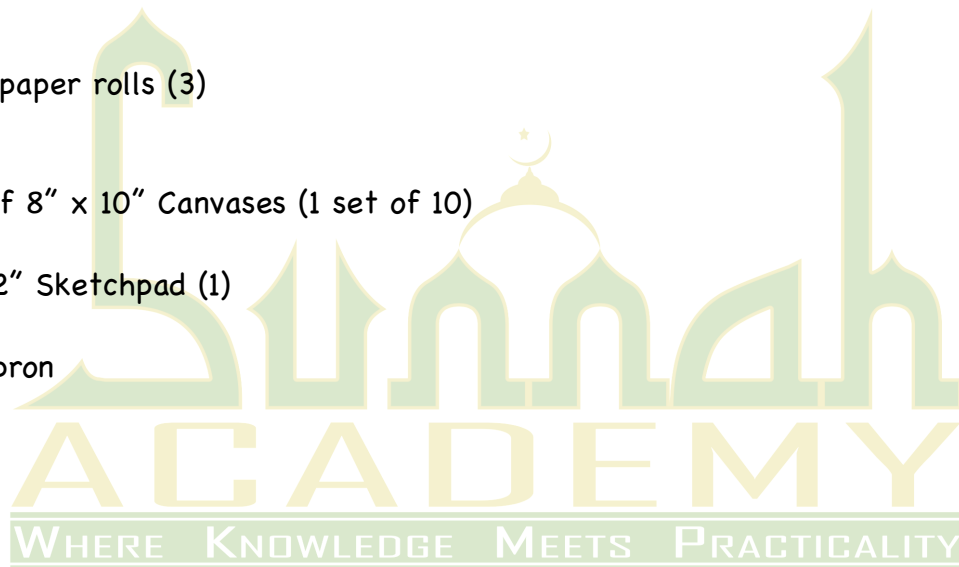 paper rolls (3)
f 8” x 10” Canvases (1 set of 10)
2” Sketchpad (1)
pron
Sunnah
ACADEMY
WHERE KNOWLEDGE MEETS PRACTICALITY